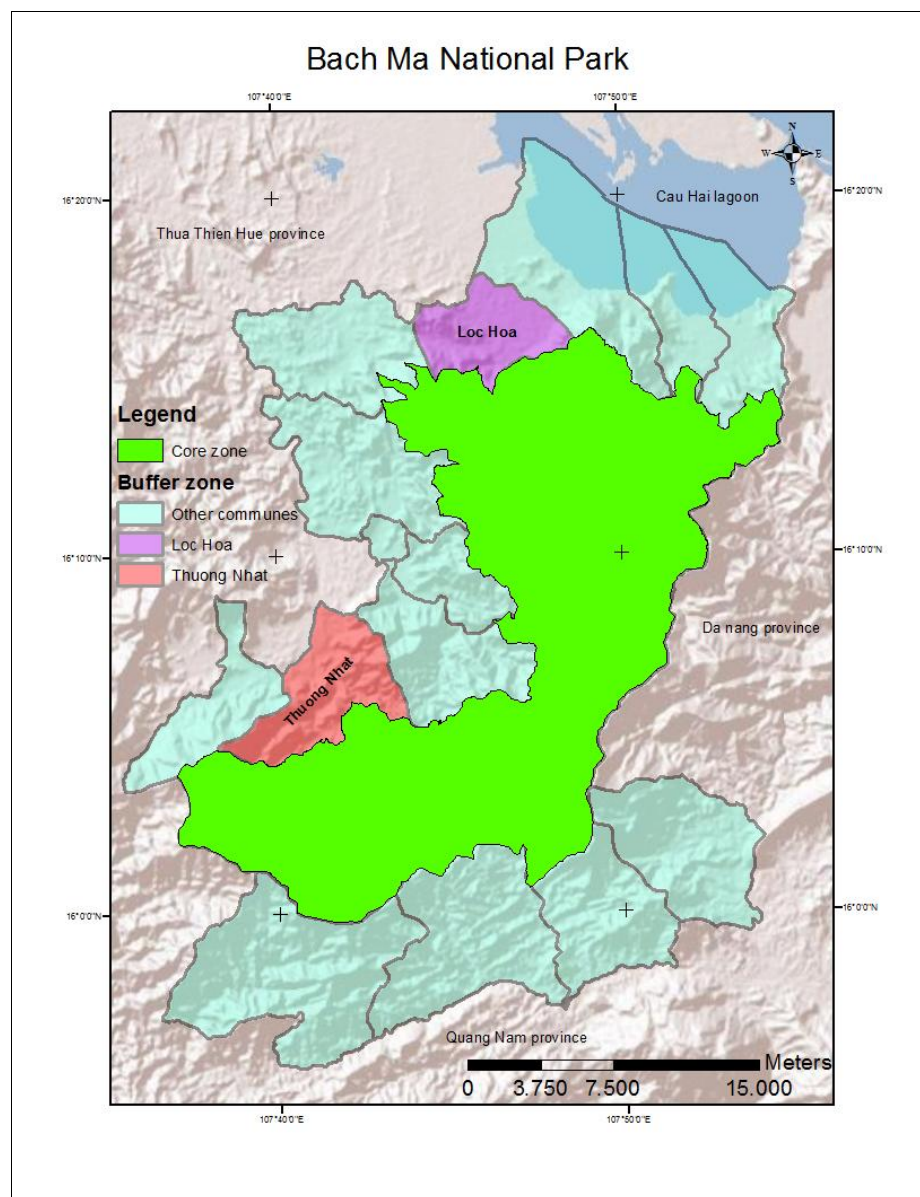 Bach Ma National Park
107°40'0"E
107°50'0"E
N
W
E
S
16°20'0"N
16°20'0"N
Cau Hai lagoon
Thua Thien Hue province
Loc Hoa
Legend
Core zone
Buffer zone
Other communes
Loc Hoa
Thuong Nhat
16°10'0"N
16°10'0"N
Da nang province
Thuong Nhat
16°0'0"N
16°0'0"N
Quang Nam province
Meters
0 3.750 7.500 15.000
107°40'0"E
107°50'0"E